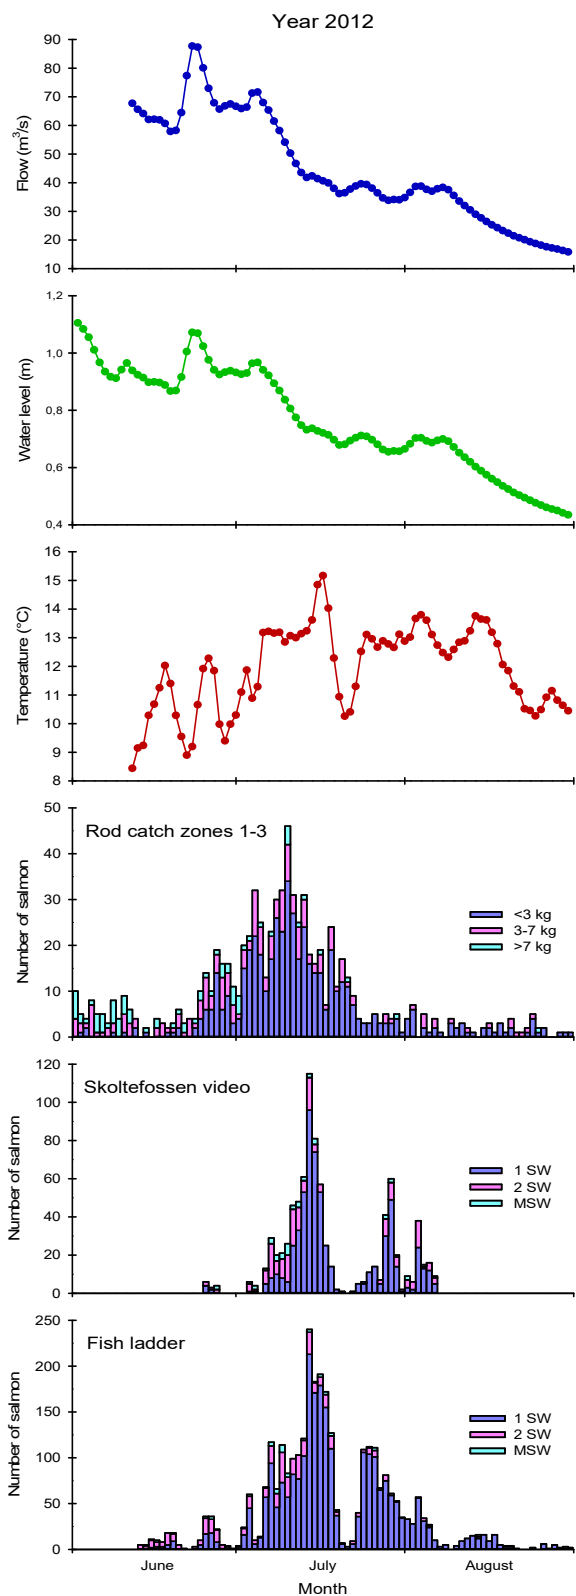 Year 2012
90
80
70
60
50
40
30
20
10
Flow (m³/s)
1,2
1,0
0,8
0,6
0,4
Water level (m)
16
15
14
13
12
11
10
9
8
Temperature (°C)
50
40
30
20
10
0
Number of salmon
Rod catch zones 1-3
<3 kg
3-7 kg
>7 kg
120
100
80
60
40
20
0
Number of salmon
Skoltefossen video
1 SW
2 SW
MSW
250
200
150
100
50
0
Number of salmon
Fish ladder
1 SW
2 SW
MSW
June July August
Month